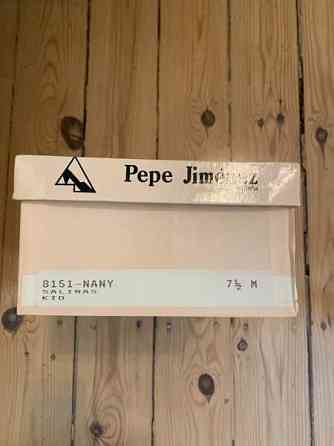 Pepe Jiménez
8151-NANY 7½ M
SALINAS
KID